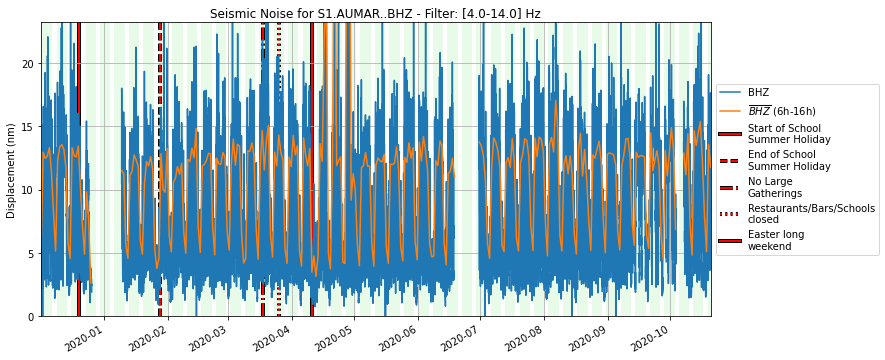 Seismic Noise for S1.AUMAR..BHZ - Filter: [4.0-14.0] Hz
Displacement (nm)
20
15
10
5
0
2020-01
2020-02
2020-03
2020-04
2020-05
2020-06
2020-07
2020-08
2020-09
2020-10
BHZ
BHZ (6h-16h)
Start of School
Summer Holiday
End of School
Summer Holiday
No Large
Gatherings
Restaurants/Bars/Schools
closed
Easter long
weekend